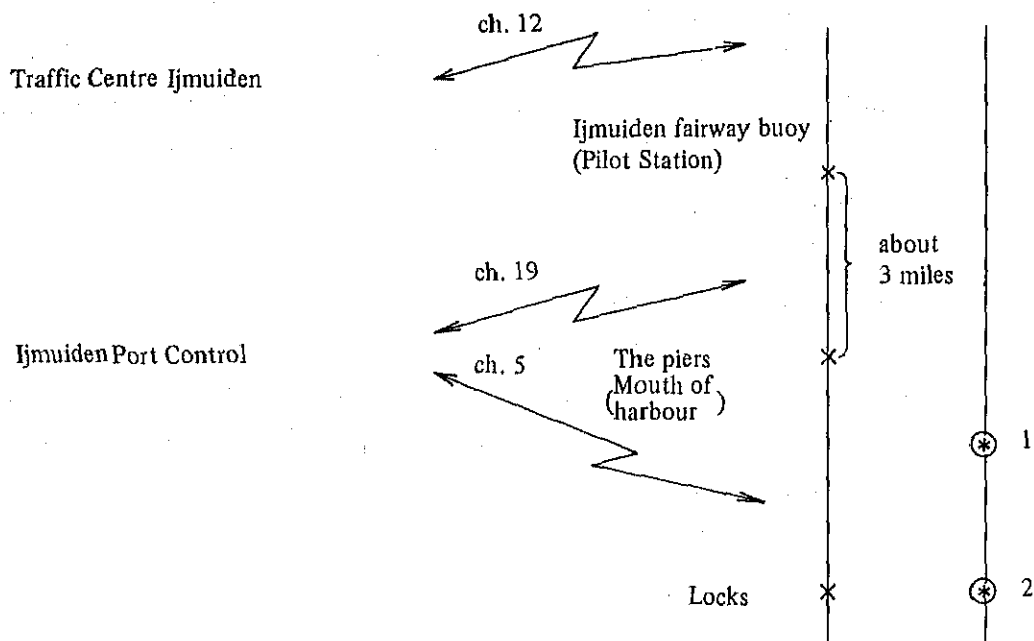 ch. 12
Traffic Centre Ijmuiden
Ijmuiden fairway buoy
(Pilot Station)
about
3 miles
ch. 19
Ijmuiden Port Control
ch. 5
The piers
(Mouth of
harbour)
1
Locks
2